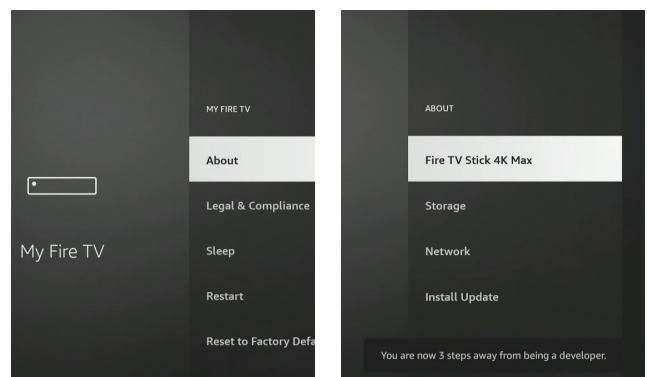 MY FIRE TV
About
Legal & Compliance
My Fire TV
Sleep
Restart
Reset to Factory Defa
ABOUT
Fire TV Stick 4K Max
Storage
Network
Install Update
You are now 3 steps away from being a developer.